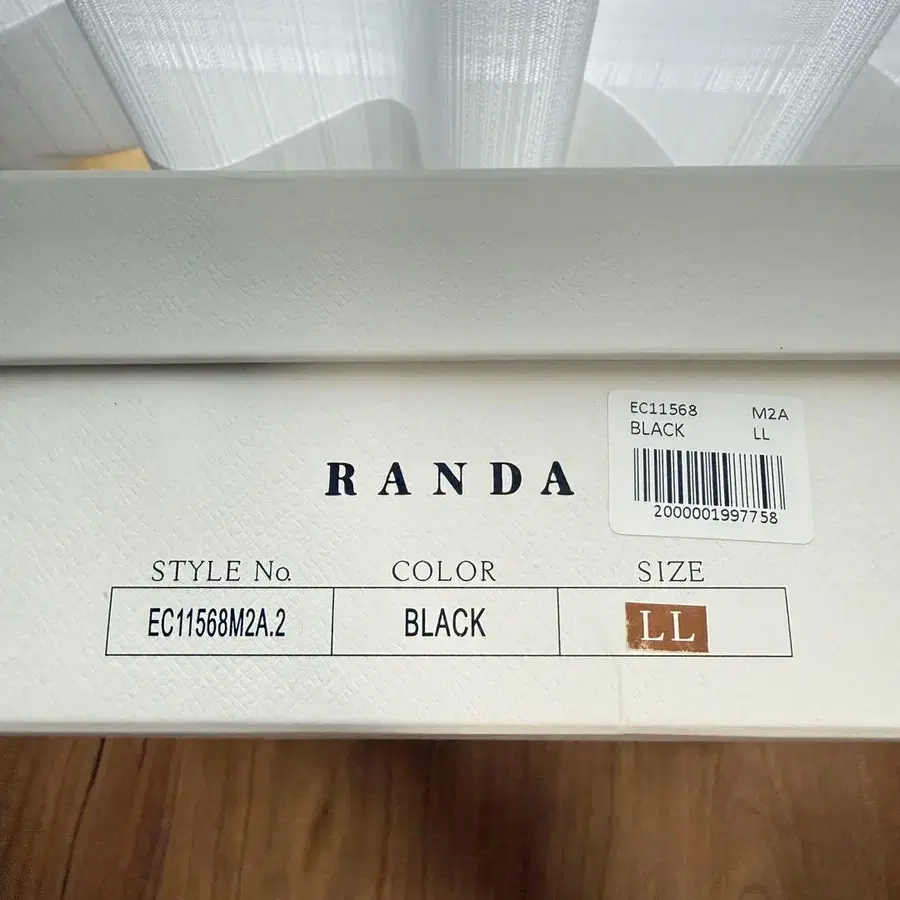 EC11568 M2A
BLACK LL
2000001997758
RANDA
STYLE No. COLOR SIZE
EC11568M2A.2 BLACK LL